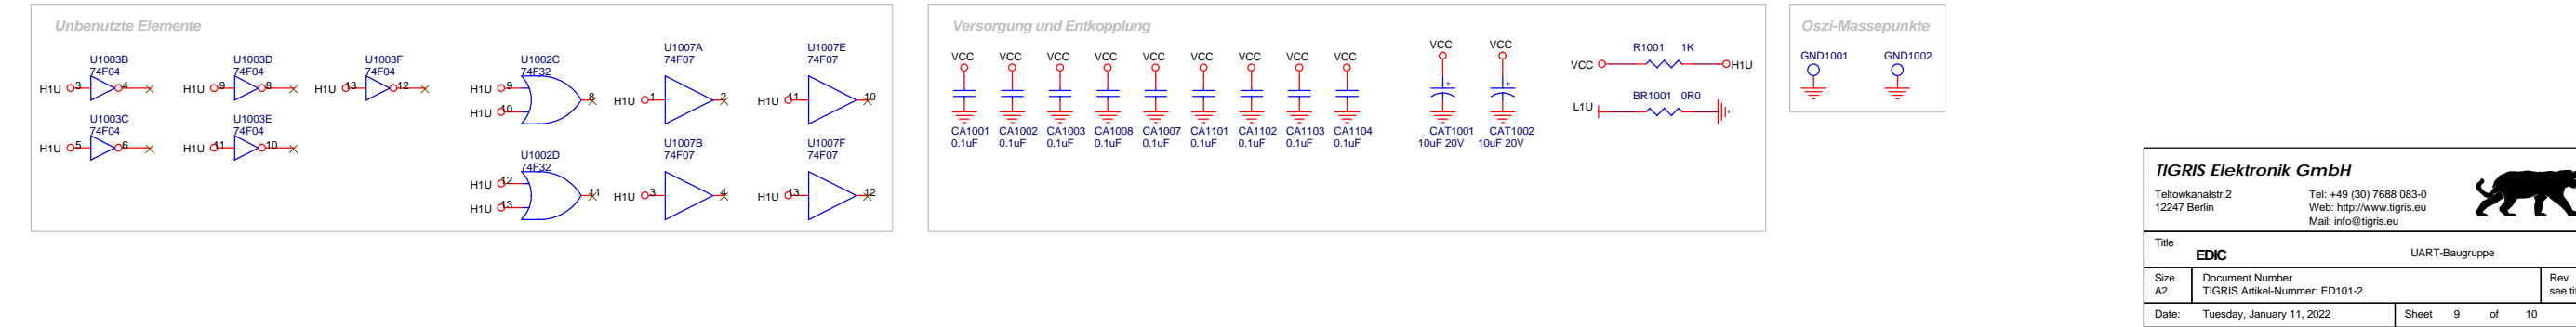 Unbenutzte Elemente
U1003B
74F04
H1U 3 4
U1003D
74F04
H1U 9 8
U1003F
74F04
H1U 13 12
U1003C
74F04
H1U 5 6
U1003E
74F04
H1U 11 10
U1002C
74F32
H1U 9
8
H1U 10
U1002D
74F32
H1U 12
11
H1U 13
U1007A
74F07
H1U 1 2
U1007E
74F07
H1U 11 10
U1007B
74F07
H1U 3 4
U1007F
74F07
H1U 13 12
Versorgung und Entkopplung
VCC VCC VCC VCC VCC VCC VCC VCC VCC
CA1001 CA1002 CA1003 CA1008 CA1007 CA1101 CA1102 CA1103 CA1104
0.1uF 0.1uF 0.1uF 0.1uF 0.1uF 0.1uF 0.1uF 0.1uF 0.1uF
VCC VCC
+ +
CAT1001 CAT1002
10uF 20V 10uF 20V
R1001 1K
VCC H1U
BR1001 0R0
L1U
Oszi-Massepunkte
GND1001 GND1002
TIGRIS Elektronik GmbH
Teltowkanalstr.2 Tel: +49 (30) 7688 083-0
12247 Berlin Web: http://www.tigris.eu
Mail: info@tigris.eu
Title
EDIC UART-Baugruppe
Size Document Number Rev
A2 TIGRIS Artikel-Nummer: ED101-2 see
Date: Tuesday, January 11, 2022 Sheet 9 of 10